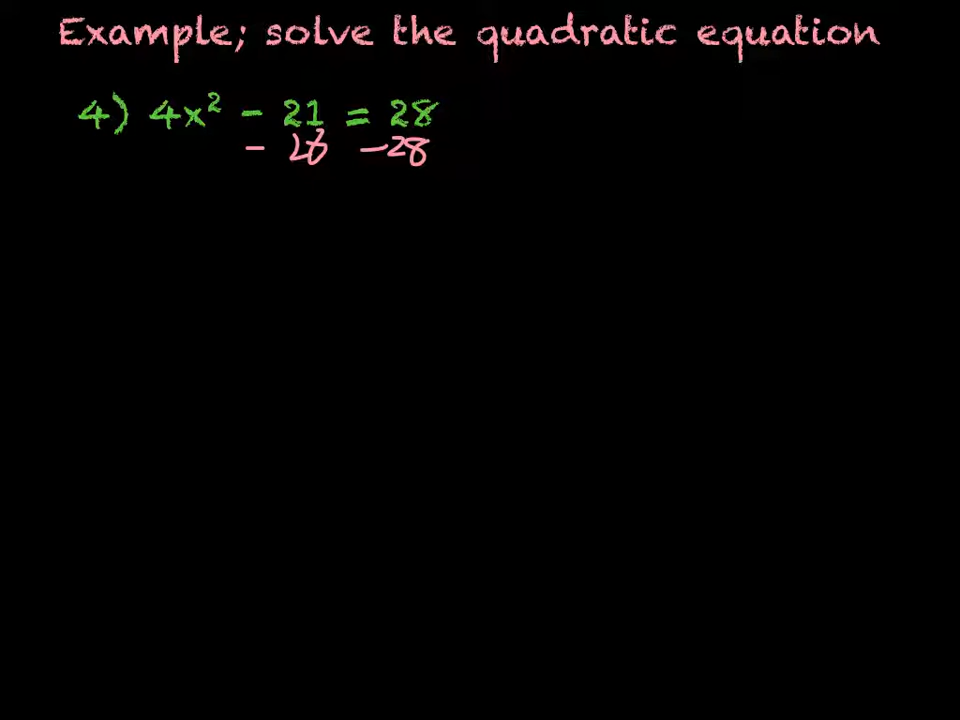 Example; solve the quadratic equation
4) 4x² - 21 = 28
- 28 -28